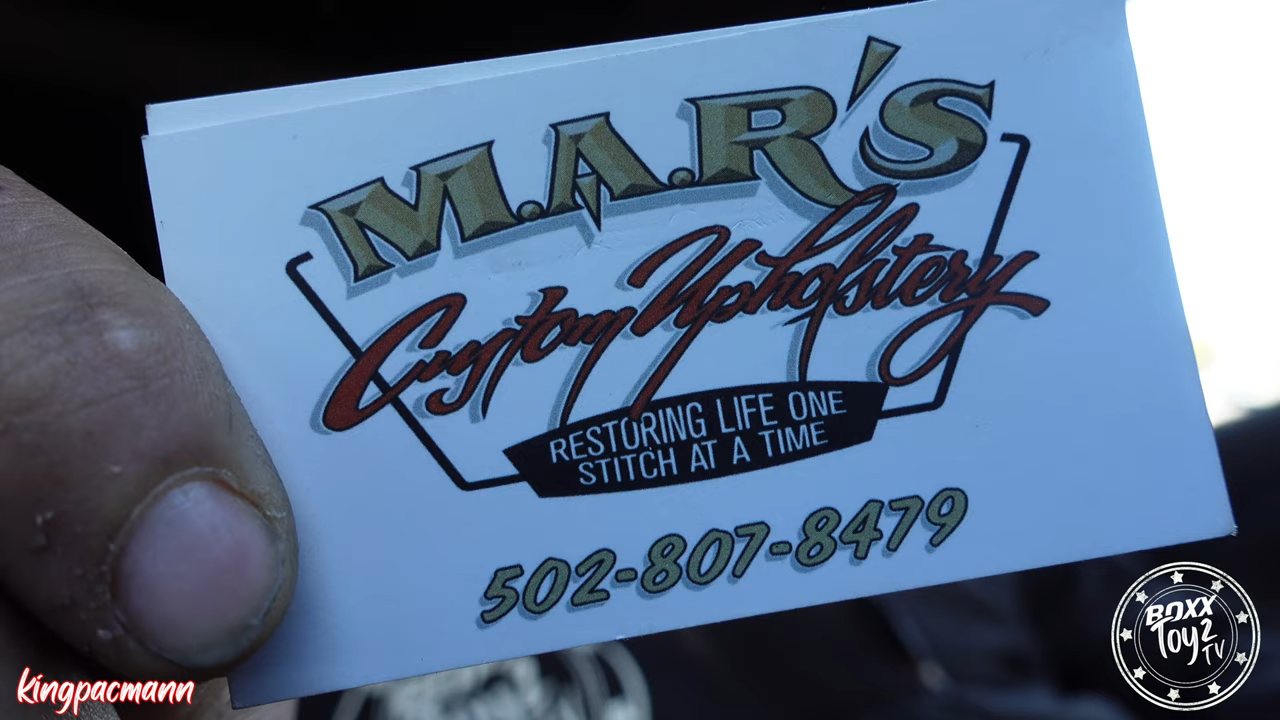 M.A.R'S
Custom Upholstery
RESTORING LIFE ONE
STITCH AT A TIME
502-807-8479
kingpacmann
BOXX
Toy2
TV